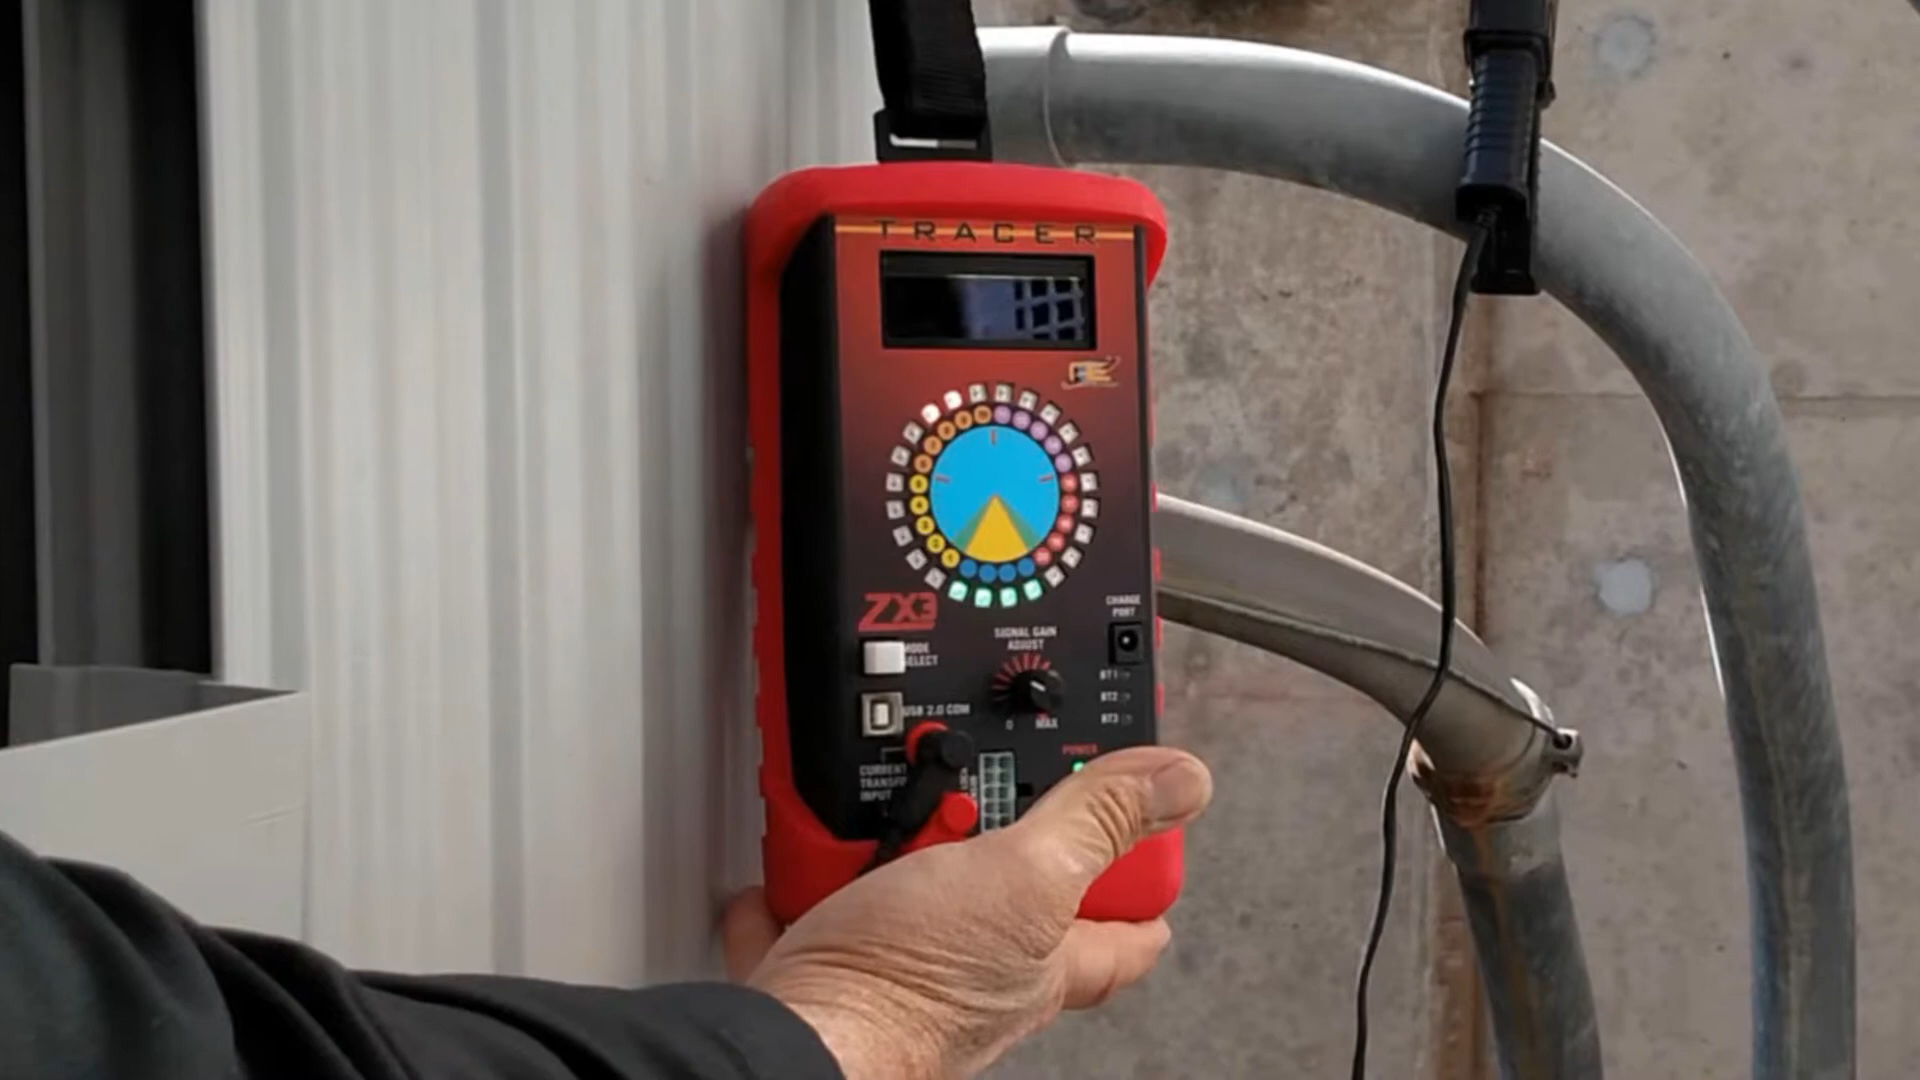 TRACER
ZX3
MODE
SELECT
SIGNAL GAIN
ADJUST
CHARGE
PORT
BT1
BT2
BT3
0
MAX
USB 2.0 COM
POWER
CURRENT
TRANSF
INPUT